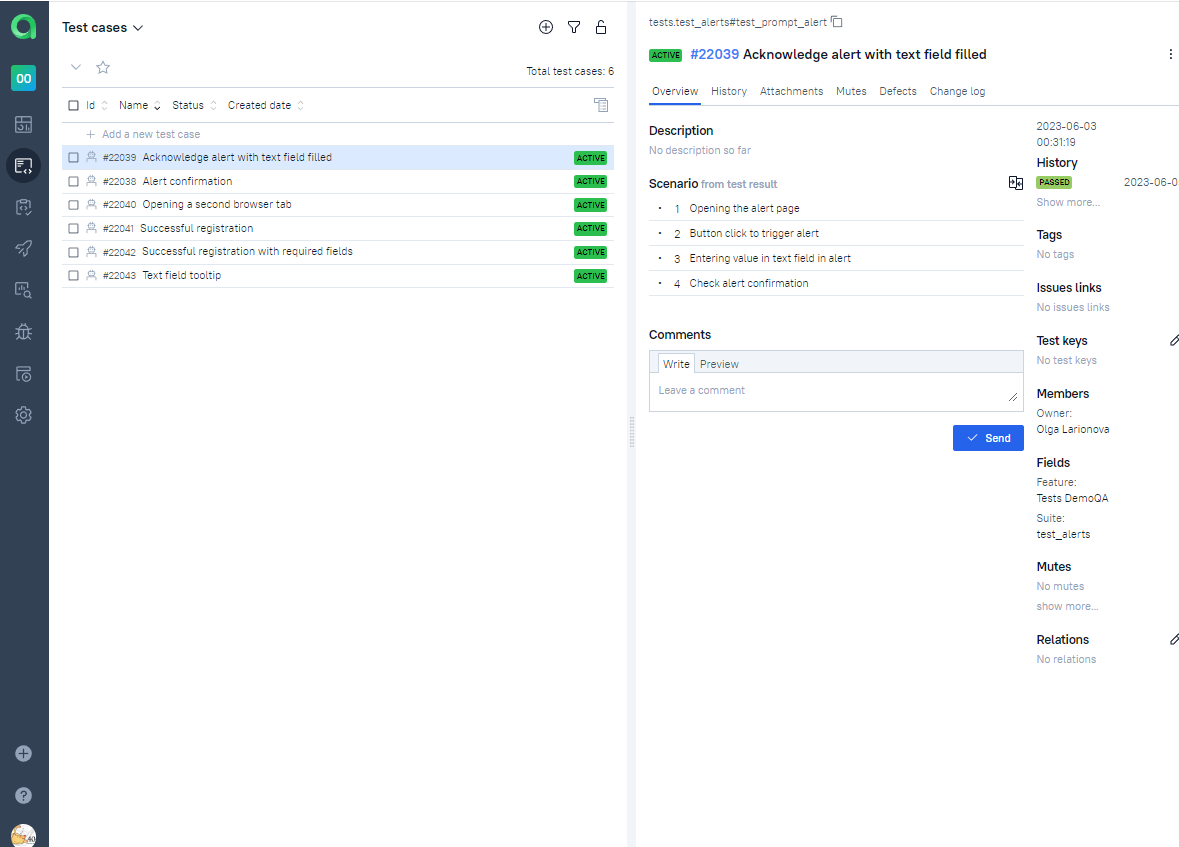 OO
Test cases
Total test cases: 6
Id Name Status Created date
Add a new test case
#22039 Acknowledge alert with text field filled ACTIVE
#22038 Alert confirmation ACTIVE
#22040 Opening a second browser tab ACTIVE
#22041 Successful registration ACTIVE
#22042 Successful registration with required fields ACTIVE
#22043 Text field tooltip ACTIVE
tests.test_alerts#test_prompt_alert
ACTIVE #22039 Acknowledge alert with text field filled
Overview History Attachments Mutes Defects Change log
Description
No description so far
Scenario from test result
1 Opening the alert page
2 Button click to trigger alert
3 Entering value in text field in alert
4 Check alert confirmation
Comments
Write Preview
Leave a comment
Send
2023-06-03
00:31:19
History
PASSED 2023-06-0
Show more...
Tags
No tags
Issues links
No issues links
Test keys
No test keys
Members
Owner:
Olga Larionova
Fields
Feature:
Tests DemoQA
Suite:
test_alerts
Mutes
No mutes
show more...
Relations
No relations